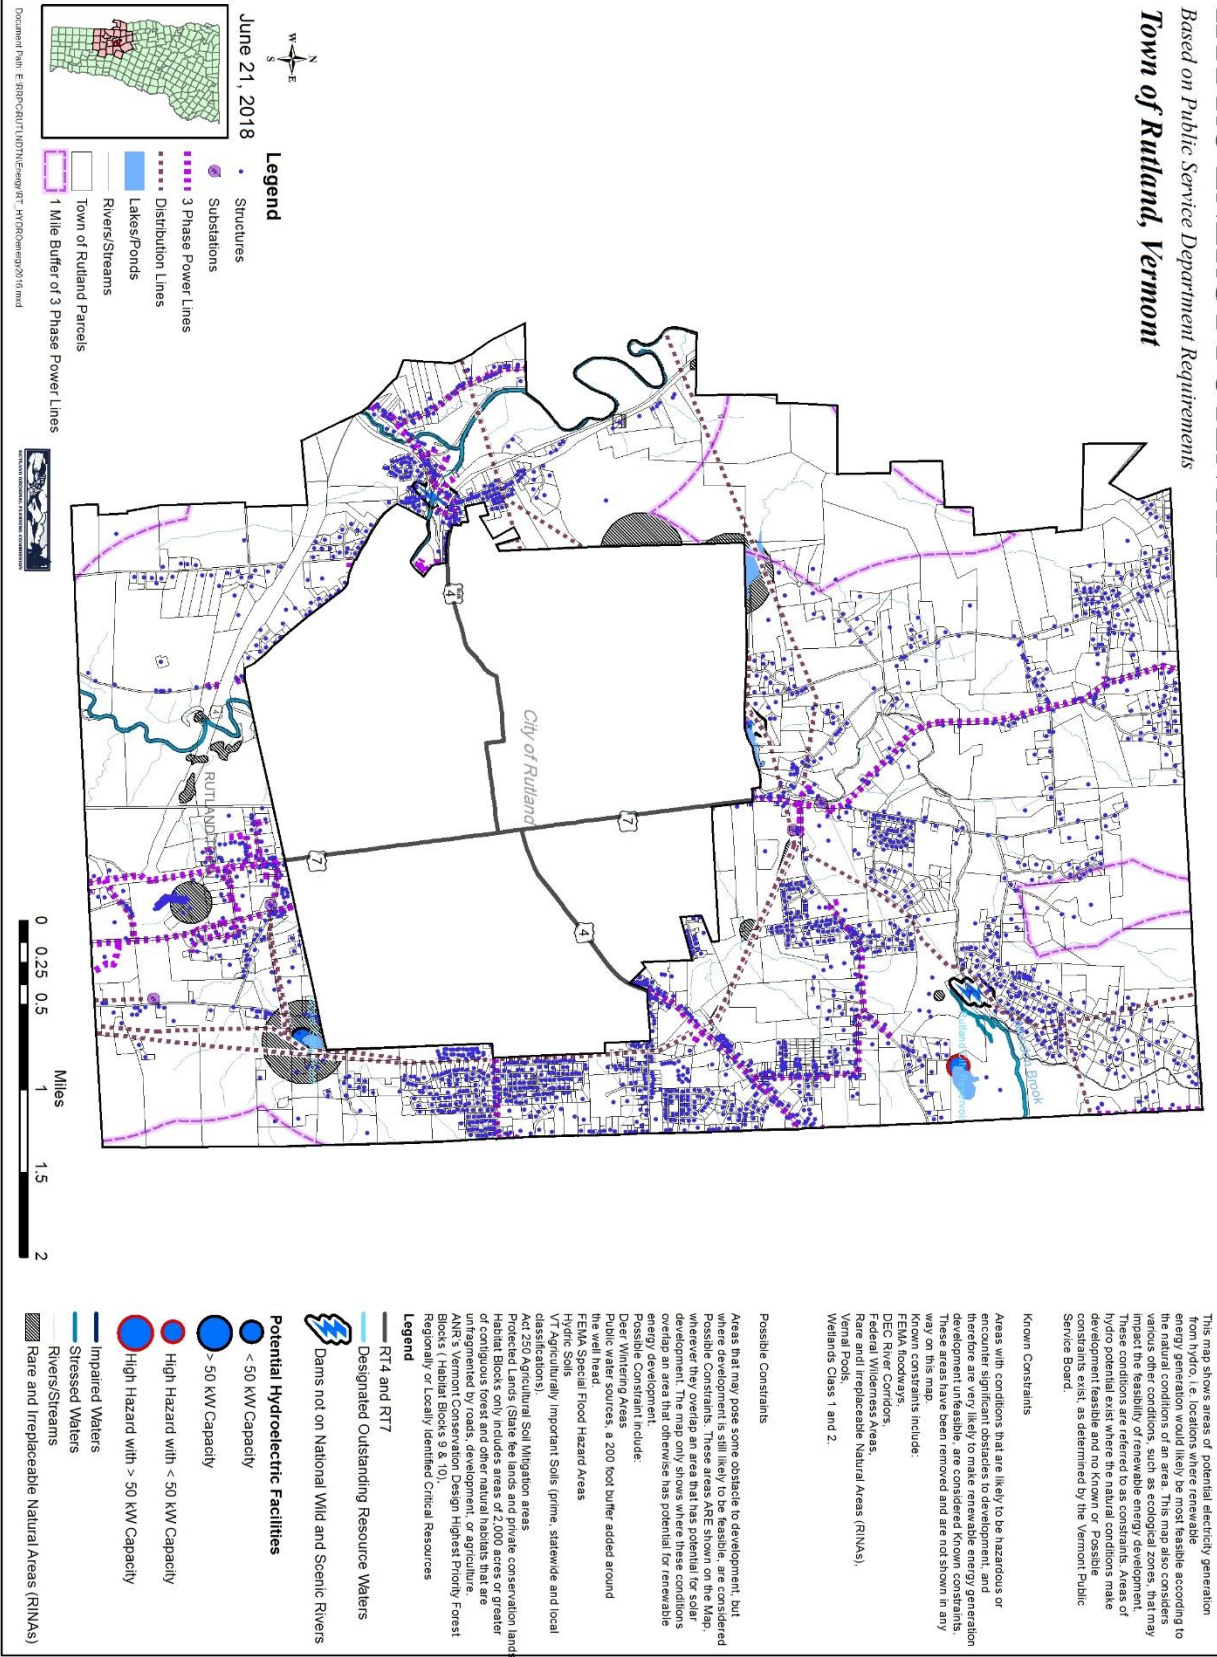 Based on Public Service Department Requirements
Town of Rutland, Vermont
This map shows areas of potential electricity generation
from hydro, i.e. locations where renewable
energy generation would likely be most feasible according to
the natural conditions of an area. This map also considers
various other conditions, such as ecological zones, that may
impact the feasibility of renewable energy development.
These conditions are referred to as constraints. Areas of
hydro potential exist where the natural conditions make
development feasible and no Known or Possible
constraints exist, as determined by the Vermont Public
Service Board.
Known Constraints
Areas with conditions that are likely to be hazardous or
encounter significant obstacles to development, and
therefore are very likely to make renewable energy generation
development unfeasible, are considered Known constraints.
These areas have been removed and are not shown in any
way on this map.
Known constraints include:
FEMA floodways,
DEC River Corridors,
Federal Wilderness Areas,
Rare and Irreplaceable Natural Areas (RINAs).
Vernal Pools,
Wetlands Class 1 and 2.
Possible Constraints
Areas that may pose some obstacle to development, but
where development is still likely to be feasible, are considered
Possible Constraints. These areas ARE shown on the Map,
wherever they overlap an area that has potential for solar
development. The map only shows where these conditions
overlap an area that otherwise has potential for renewable
energy development.
Possible Constraint include:
Deer Wintering Areas
Public water sources, a 200 foot buffer added around
the well head.
FEMA Special Flood Hazard Areas
Hydric Soils
VT Agriculturally Important Soils (prime, statewide and local
classifications).
Act 250 Agricultural Soil Mitigation areas
Protected Lands (State fee lands and private conservation lands
Habitat Blocks only includes areas of 2,000 acres or greater
of contiguous forest and other natural habitats that are
unfragmented by roads, development, or agriculture.
ANR's Vermont Conservation Design Highest Priority Forest
Blocks ( Habitat Blocks 9 & 10),
Regionally or Locally Identified Critical Resources
Legend
RT4 and RT7
Designated Outstanding Resource Waters
Dams not on National Wild and Scenic Rivers
Potential Hydroelectric Facilities
< 50 kW Capacity
> 50 kW Capacity
High Hazard with < 50 kW Capacity
High Hazard with > 50 kW Capacity
Impaired Waters
Stressed Waters
Rivers/Streams
Rare and Irreplaceable Natural Areas (RINAs)
N
W
E
S
June 21, 2018
Legend
Structures
Substations
3 Phase Power Lines
Distribution Lines
Lakes/Ponds
Rivers/Streams
Town of Rutland Parcels
1 Mile Buffer of 3 Phase Power Lines
City of Rutland
RUTLAND
Brook
4
7
4
7
4
0 0.25 0.5 1 1.5 2
Miles
RUTLAND REGIONAL PLANNING COMMISSION